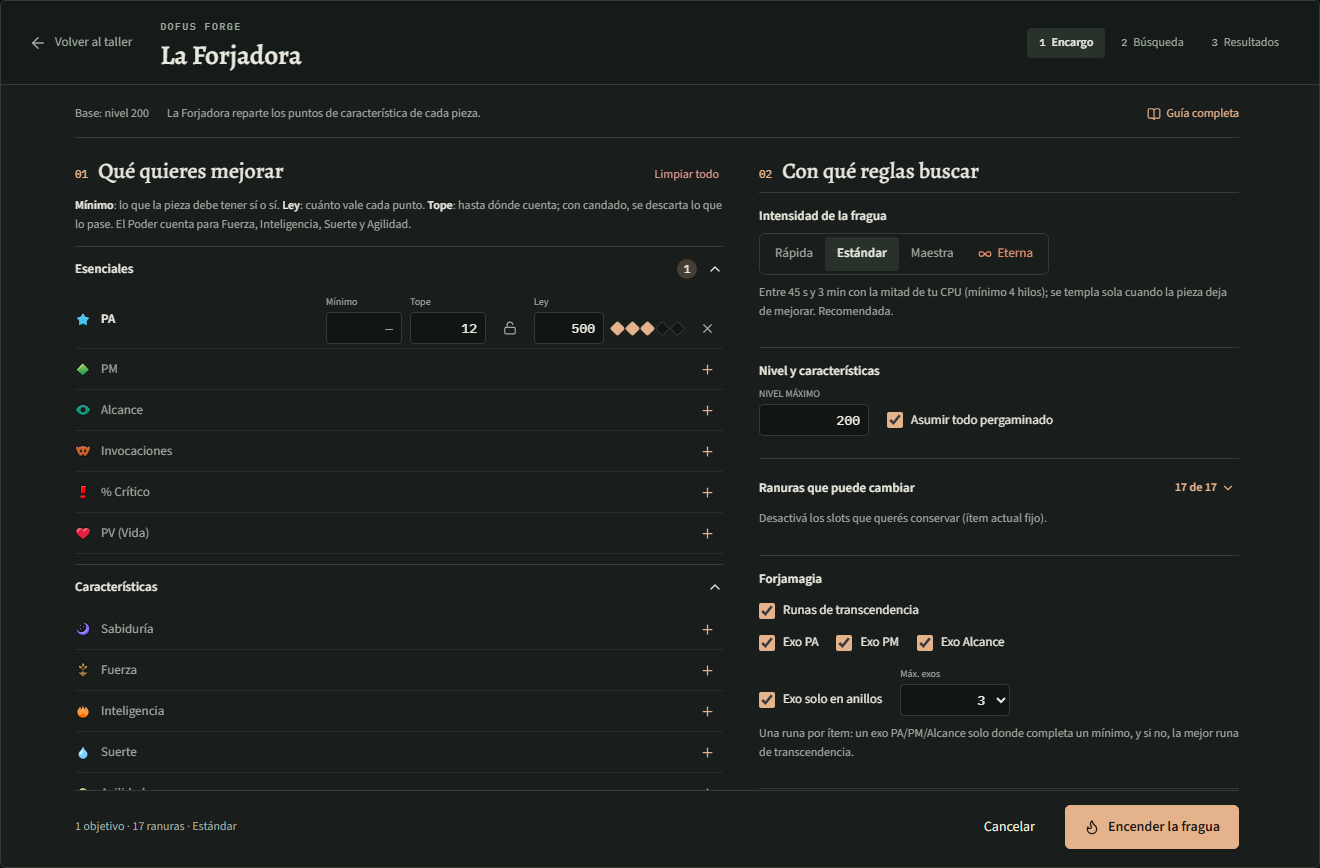 Volver al taller
DOFUS FORGE
La Forjadora
1 Encargo
2 Búsqueda
3 Resultados
Base: nivel 200
La Forjadora reparte los puntos de característica de cada pieza.
Guía completa
01 Qué quieres mejorar
Limpiar todo
Mínimo: lo que la pieza debe tener sí o sí. Ley: cuánto vale cada punto. Tope: hasta dónde cuenta; con candado, se descarta lo que
lo pase. El Poder cuenta para Fuerza, Inteligencia, Suerte y Agilidad.
Esenciales
1
Mínimo
Tope
Ley
PA
–
12
500
PM
Alcance
Invocaciones
% Crítico
PV (Vida)
Características
Sabiduría
Fuerza
Inteligencia
Suerte
02 Con qué reglas buscar
Intensidad de la fragua
Rápida
Estándar
Maestra
∞ Eterna
Entre 45 s y 3 min con la mitad de tu CPU (mínimo 4 hilos); se templa sola cuando la pieza deja
de mejorar. Recomendada.
Nivel y características
NIVEL MÁXIMO
200
Asumir todo pergaminado
Ranuras que puede cambiar
17 de 17
Desactivá los slots que querés conservar (ítem actual fijo).
Forjamagia
Runas de transcendencia
Exo PA
Exo PM
Exo Alcance
Máx. exos
Exo solo en anillos
3
Una runa por ítem: un exo PA/PM/Alcance solo donde completa un mínimo, y si no, la mejor runa
de transcendencia.
1 objetivo · 17 ranuras · Estándar
Cancelar
Encender la fragua